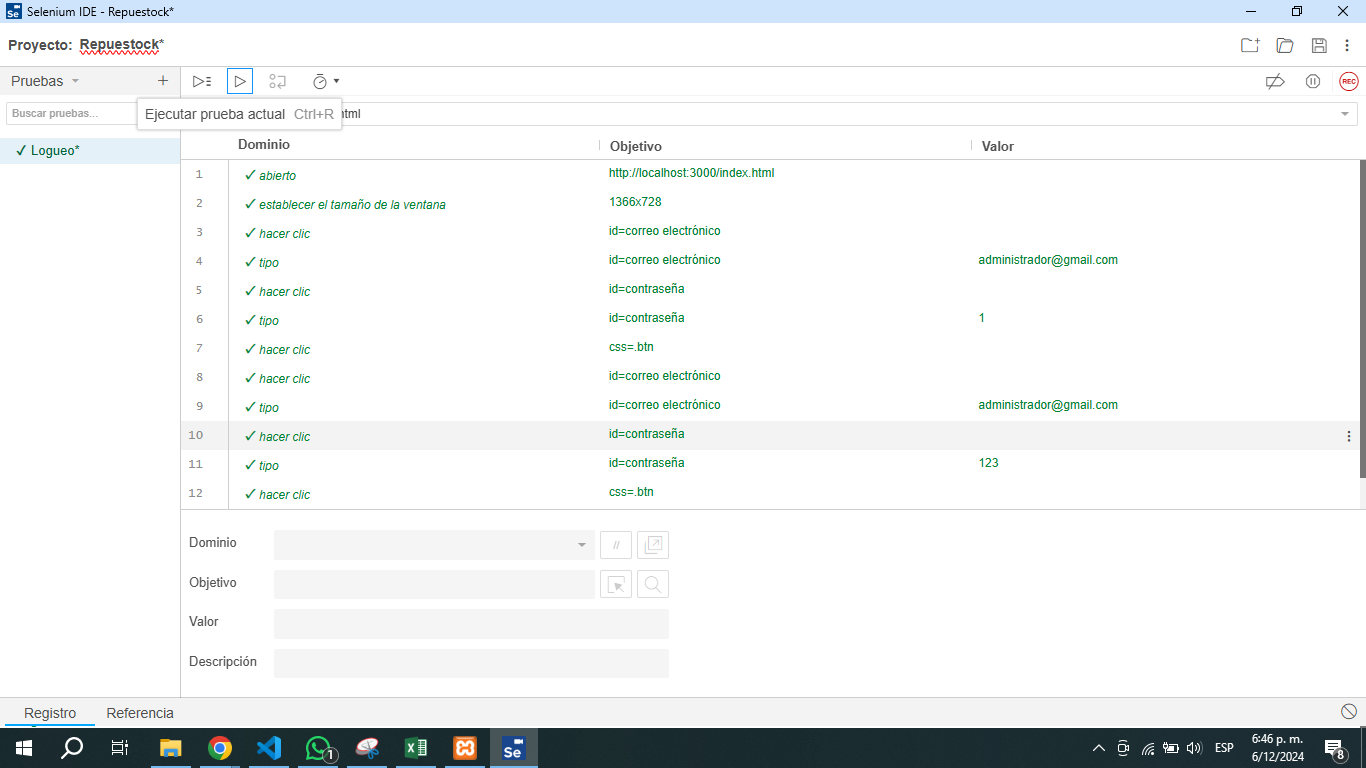 Selenium IDE - Repuestock*
Proyecto: Repuestock*
Pruebas
Buscar pruebas...
Ejecutar prueba actual Ctrl+R
html
REC
Logueo*
Dominio Objetivo Valor
1 abierto http://localhost:3000/index.html
2 establecer el tamaño de la ventana 1366x728
3 hacer clic id=correo electrónico
4 tipo id=correo electrónico administrador@gmail.com
5 hacer clic id=contraseña
6 tipo id=contraseña 1
7 hacer clic css=.btn
8 hacer clic id=correo electrónico
9 tipo id=correo electrónico administrador@gmail.com
10 hacer clic id=contraseña
11 tipo id=contraseña 123
12 hacer clic css=.btn
Dominio
//
Objetivo
Valor
Descripción
Registro Referencia
1
Se
ESP
6:46 p. m.
6/12/2024
8